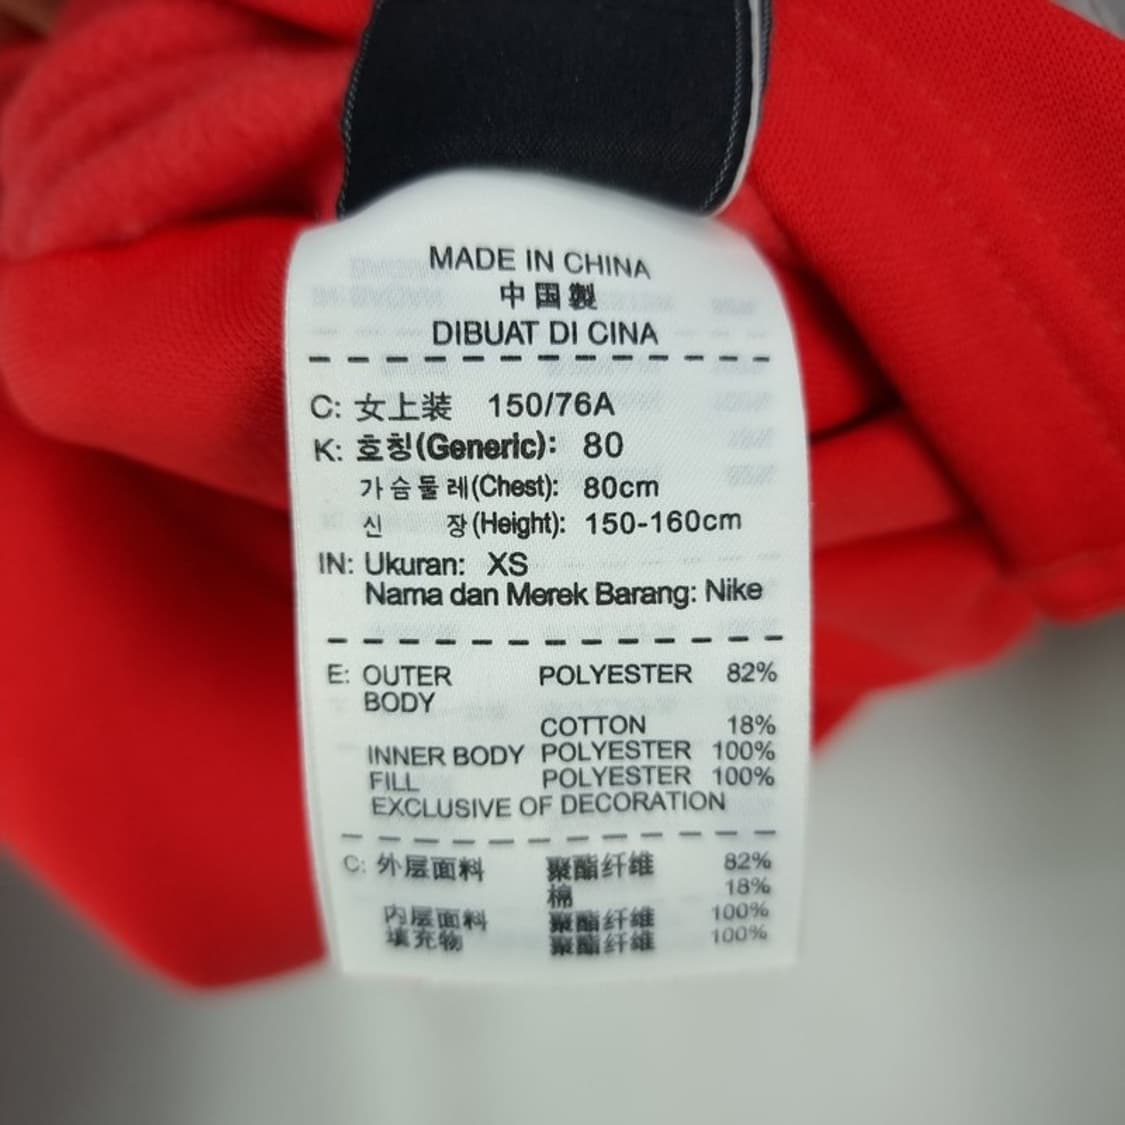 MADE IN CHINA
中国製
DIBUAT DI CINA
C: 女上装 150/76A
K: 호칭(Generic): 80
가슴둘레(Chest): 80cm
신 장(Height): 150-160cm
IN: Ukuran: XS
Nama dan Merek Barang: Nike
E: OUTER BODY POLYESTER 82%
COTTON 18%
INNER BODY POLYESTER 100%
FILL POLYESTER 100%
EXCLUSIVE OF DECORATION
C: 外层面料 聚酯纤维 82%
棉 18%
内层面料 聚酯纤维 100%
填充物 聚酯纤维 100%